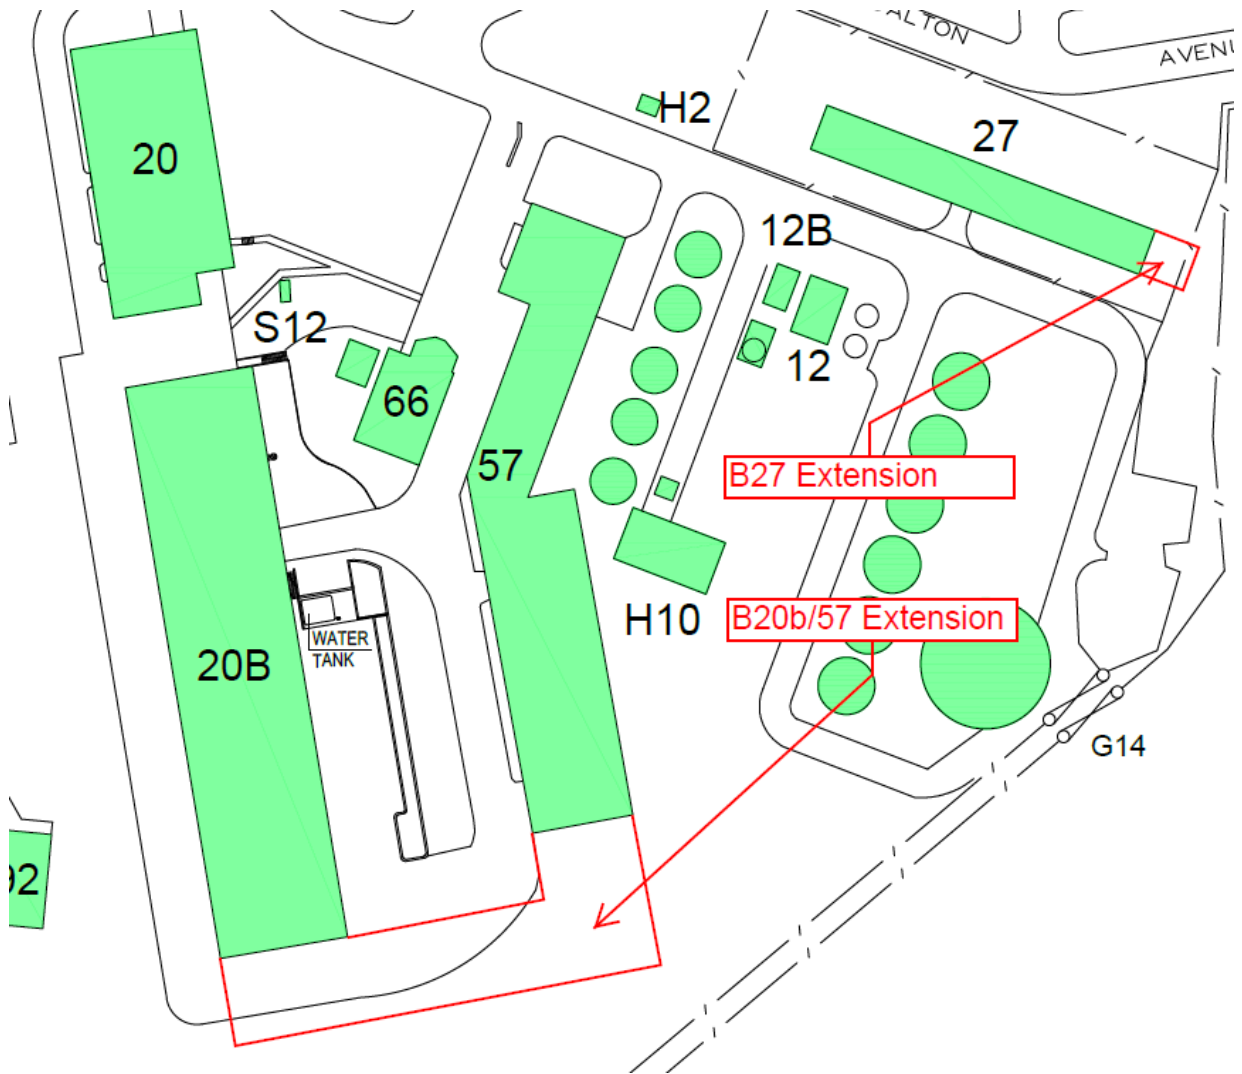 ALTON
AVENU
H2
27
20
12B
S12
12
66
57
B27 Extension
H10
B20b/57 Extension
WATER
TANK
20B
G14
92